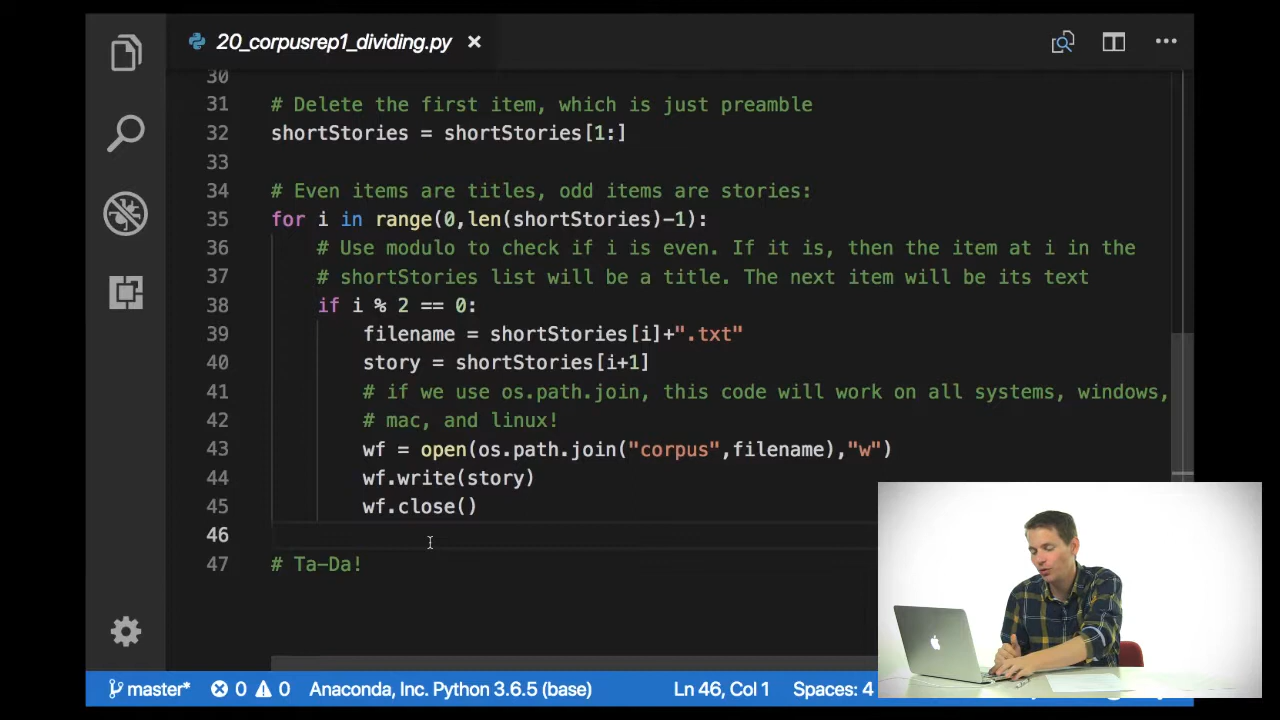 20_corpusrep1_dividing.py
30
31 # Delete the first item, which is just preamble
32 shortStories = shortStories[1:]
33
34 # Even items are titles, odd items are stories:
35 for i in range(0,len(shortStories)-1):
36 # Use modulo to check if i is even. If it is, then the item at i in the
37 # shortStories list will be a title. The next item will be its text
38 if i % 2 == 0:
39 filename = shortStories[i]+".txt"
40 story = shortStories[i+1]
41 # if we use os.path.join, this code will work on all systems, windows,
42 # mac, and linux!
43 wf = open(os.path.join("corpus",filename),"w")
44 wf.write(story)
45 wf.close()
46
47 # Ta-Da!
master* 0 0 Anaconda, Inc. Python 3.6.5 (base) Ln 46, Col 1 Spaces: 4